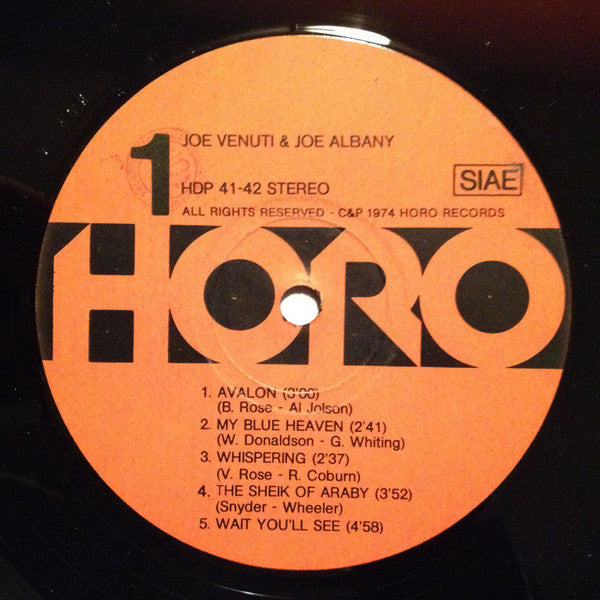 1
JOE VENUTI & JOE ALBANY
HDP 41-42 STEREO
SIAE
ALL RIGHTS RESERVED - C&P 1974 HORO RECORDS
HORO
1. AVALON (3'00)
(B. Rose - Al Jolson)
2. MY BLUE HEAVEN (2'41)
(W. Donaldson - G. Whiting)
3. WHISPERING (2'37)
(V. Rose - R. Coburn)
4. THE SHEIK OF ARABY (3'52)
(Snyder - Wheeler)
5. WAIT YOU'LL SEE (4'58)